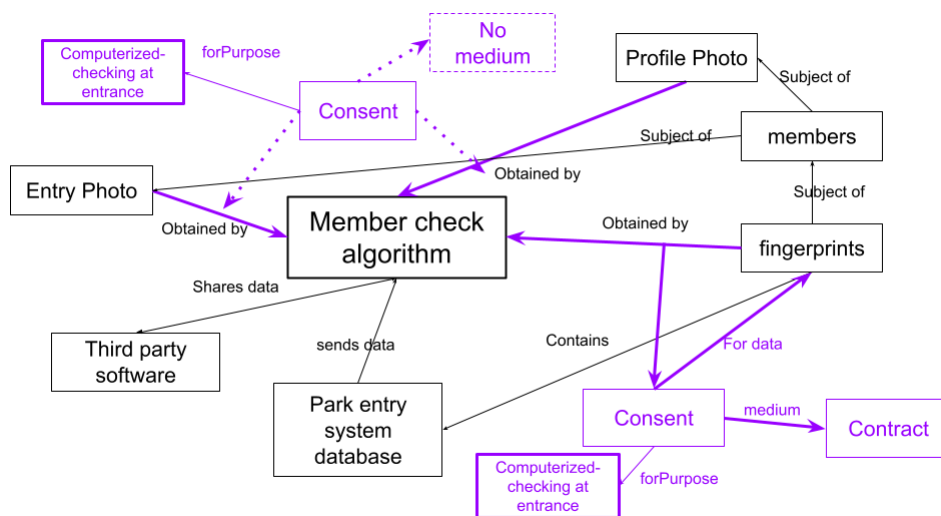 No
medium
Computerized-
checking at
entrance
forPurpose
Profile Photo
Subject of
Consent
members
Subject of
Obtained by
Entry Photo
Subject of
Obtained by
Member check
algorithm
Obtained by
fingerprints
Shares data
Third party
software
sends data
Contains
For data
Park entry
system
database
Consent
medium
Contract
Computerized-
checking at
entrance
forPurpose